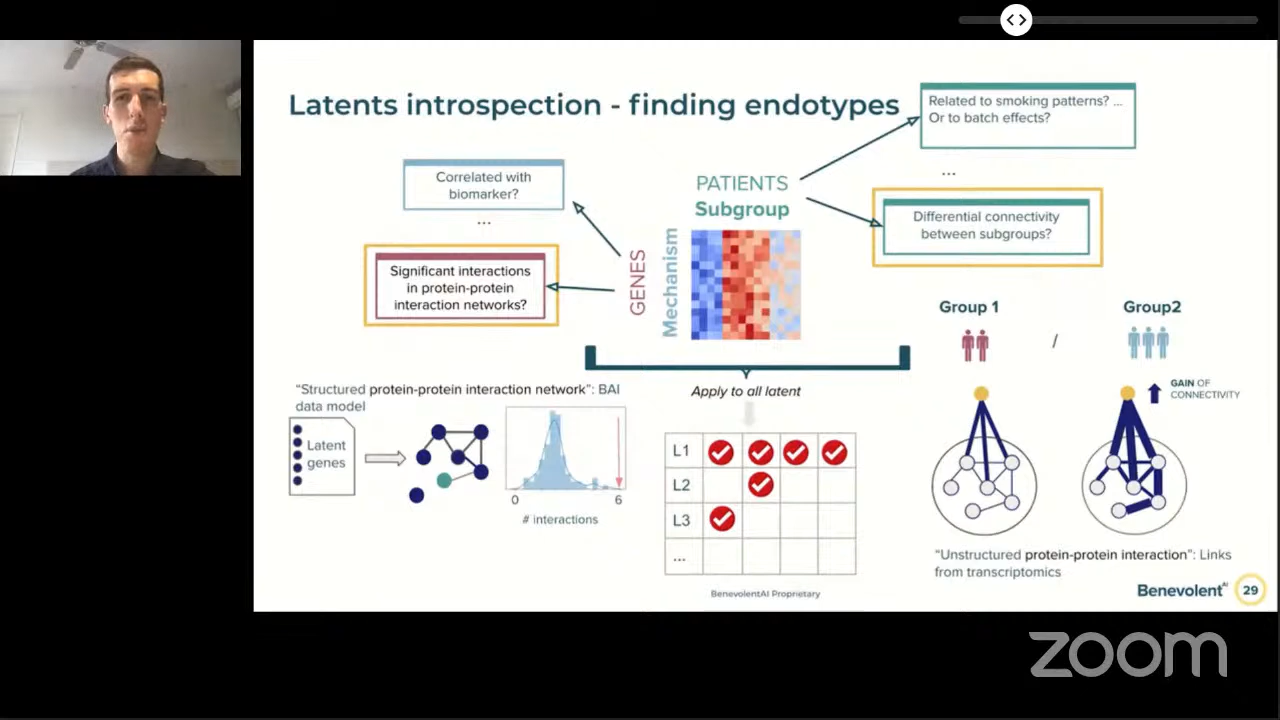 Latents introspection - finding endotypes
Related to smoking patterns? ...
Or to batch effects?
...
Correlated with
biomarker?
...
PATIENTS
Subgroup
Differential connectivity
between subgroups?
GENES
Mechanism
Significant interactions
in protein-protein
interaction networks?
Group 1
/
Group2
"Structured protein-protein interaction network": BAI
data model
Apply to all latent
GAIN OF
CONNECTIVITY
Latent
genes
0
6
# interactions
L1
L2
L3
...
"Unstructured protein-protein interaction": Links
from transcriptomics
BenevolentAI Proprietary
Benevolent AI
29
zoom